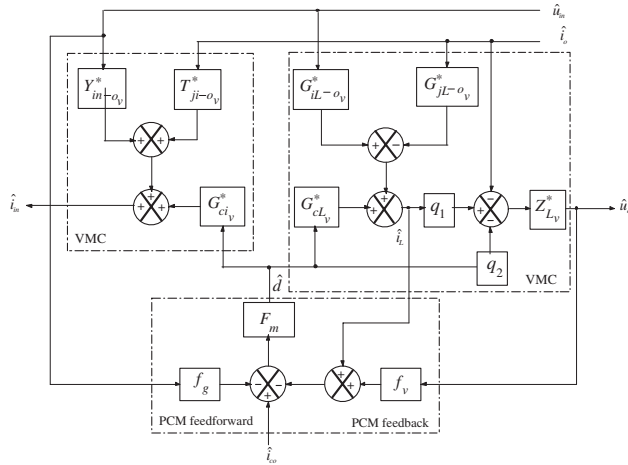 û_in
î_o
Y*_in-o_v
T*_ji-o_v
G*_iL-o_v
G*_jL-o_v
+ +
+ −
+ +
G*_ci_v
G*_cL_v
+ +
q_1
−
+ −
Z*_L_v
î_in
î_L
û_o
VMC
q_2
VMC
d̂
F_m
f_g
− −
+
+
+ +
f_v
PCM feedforward
PCM feedback
î_co